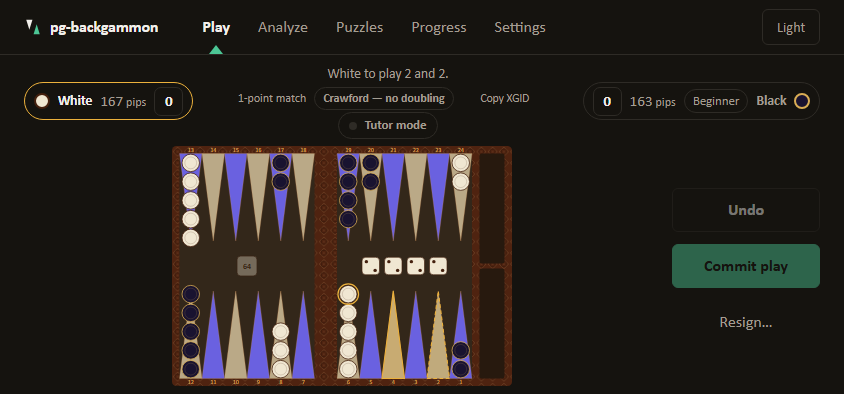 pg-backgammon Play Analyze Puzzles Progress Settings Light
White to play 2 and 2.
White 167 pips 0
1-point match Crawford — no doubling Copy XGID
0 163 pips Beginner Black
Tutor mode
13 14 15 16 17 18 19 20 21 22 23 24
64
12 11 10 9 8 7 6 5 4 3 2 1
Undo
Commit play
Resign...